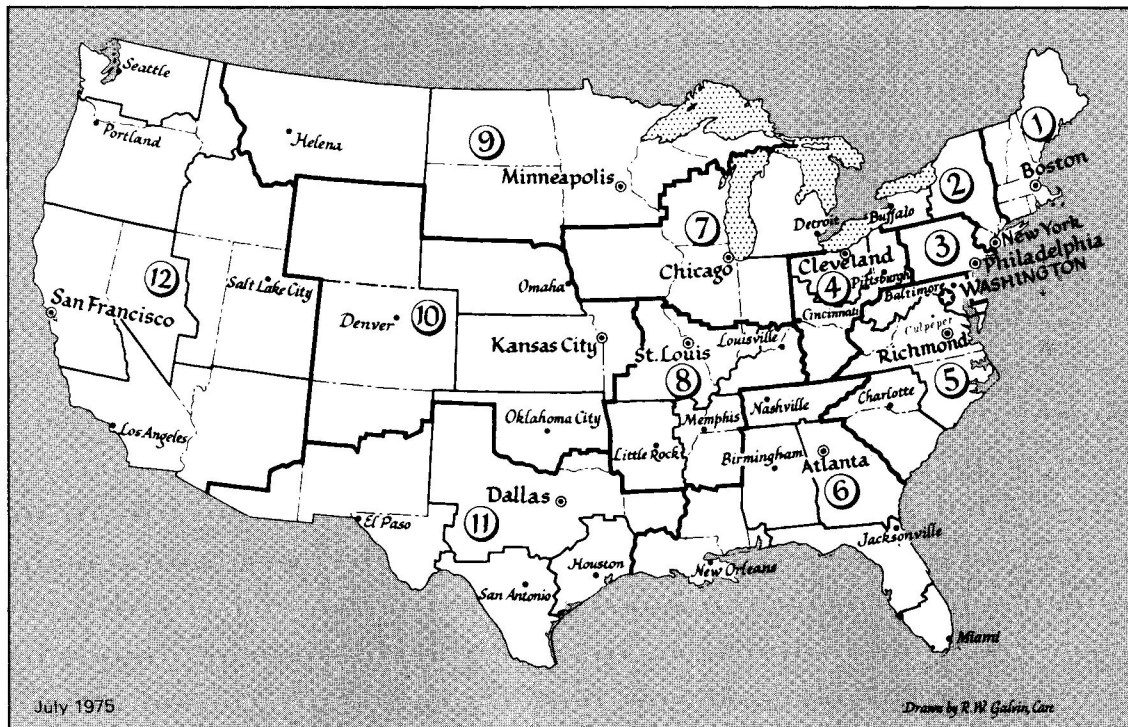 Seattle
Portland
Helena
9
Minneapolis
1
Boston
2
Buffalo
Detroit
7
Chicago
3
New York
Philadelphia
Cleveland
4
Pittsburgh
WASHINGTON
Baltimore
Cincinnati
12
San Francisco
Salt Lake City
Omaha
Denver
10
Kansas City
St. Louis
Louisville
8
Culpeper
Richmond
5
Charlotte
Nashville
Memphis
Oklahoma City
Little Rock
Birmingham
Atlanta
6
Los Angeles
Dallas
11
El Paso
Houston
San Antonio
New Orleans
Jacksonville
Miami
July 1975
Drawn by R.W. Galvin, Cart.